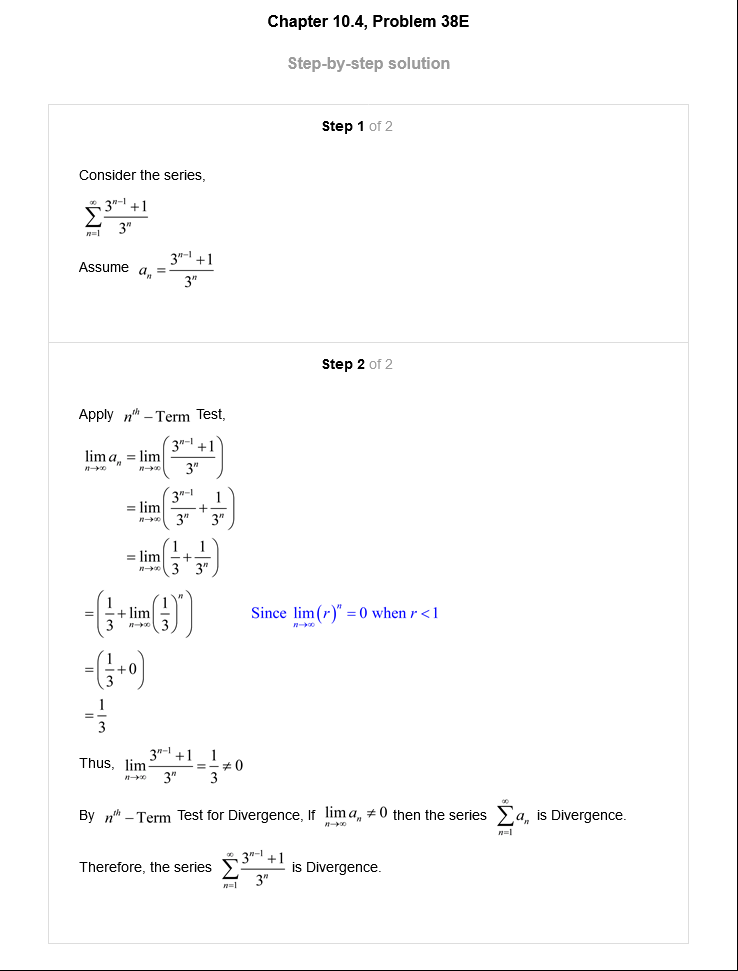 Chapter 10.4, Problem 38E
Step-by-step solution
Step 1 of 2
Consider the series,
$\sum_{n=1}^{\infty} \frac{3^{n-1}+1}{3^n}$
Assume $a_n = \frac{3^{n-1}+1}{3^n}$
Step 2 of 2
Apply $n^{th}$ – Term Test,
$\lim_{n\to\infty} a_n = \lim_{n\to\infty}\left(\frac{3^{n-1}+1}{3^n}\right)$
$= \lim_{n\to\infty}\left(\frac{3^{n-1}}{3^n}+\frac{1}{3^n}\right)$
$= \lim_{n\to\infty}\left(\frac{1}{3}+\frac{1}{3^n}\right)$
$= \left(\frac{1}{3}+\lim_{n\to\infty}\left(\frac{1}{3}\right)^n\right)$ Since $\lim_{n\to\infty}(r)^n = 0$ when $r < 1$
$= \left(\frac{1}{3}+0\right)$
$= \frac{1}{3}$
Thus, $\lim_{n\to\infty} \frac{3^{n-1}+1}{3^n} = \frac{1}{3} \neq 0$
By $n^{th}$ – Term Test for Divergence, If $\lim_{n\to\infty} a_n \neq 0$ then the series $\sum_{n=1}^{\infty} a_n$ is Divergence.
Therefore, the series $\sum_{n=1}^{\infty} \frac{3^{n-1}+1}{3^n}$ is Divergence.